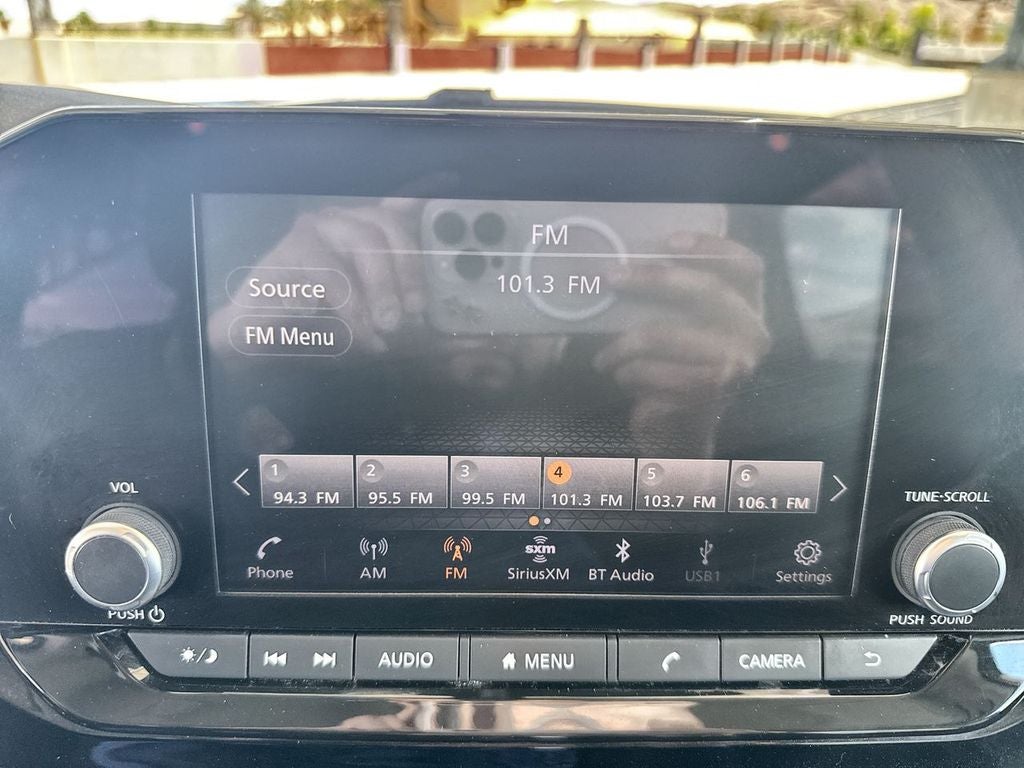 FM
Source
101.3 FM
FM Menu
1
2
3
4
5
6
94.3 FM
95.5 FM
99.5 FM
101.3 FM
103.7 FM
106.1 FM
VOL
TUNE·SCROLL
Phone
AM
FM
sxm
SiriusXM
BT Audio
USB1
Settings
PUSH
PUSH SOUND
AUDIO
MENU
CAMERA